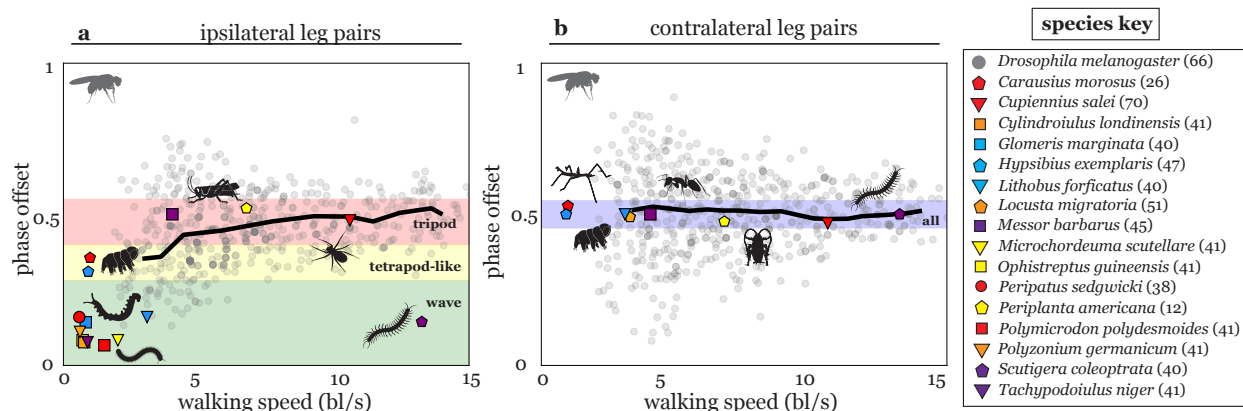 a ipsilateral leg pairs
1
phase offset
0.5
0
tripod
tetrapod-like
wave
0 5 10 15
walking speed (bl/s)
b contralateral leg pairs
1
phase offset
0.5
0
all
0 5 10 15
walking speed (bl/s)
species key
Drosophila melanogaster (66)
Carausius morosus (26)
Cupiennius salei (70)
Cylindroiulus londinensis (41)
Glomeris marginata (40)
Hypsibius exemplaris (47)
Lithobus forficatus (40)
Locusta migratoria (51)
Messor barbarus (45)
Microchordeuma scutellare (41)
Ophistreptus guineensis (41)
Peripatus sedgwicki (38)
Periplanta americana (12)
Polymicrodon polydesmoides (41)
Polyzonium germanicum (41)
Scutigera coleoptrata (40)
Tachypodoiulus niger (41)